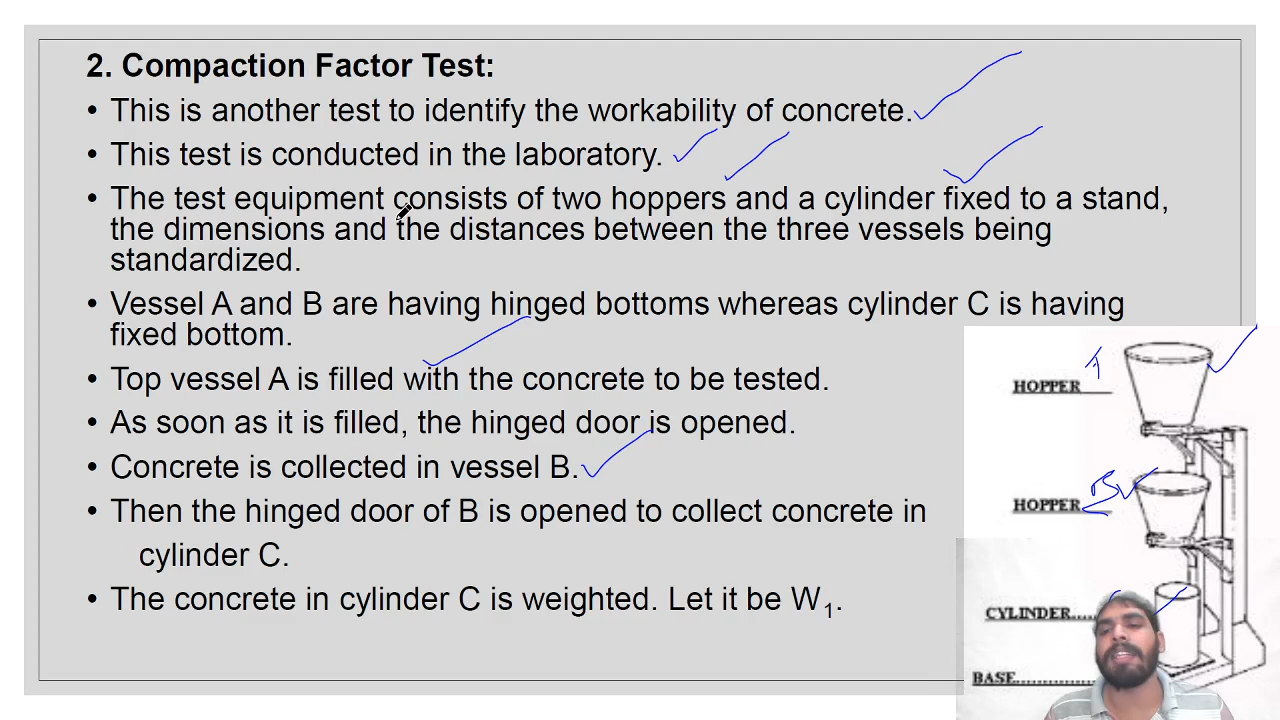 2. Compaction Factor Test:
• This is another test to identify the workability of concrete.
• This test is conducted in the laboratory.
• The test equipment consists of two hoppers and a cylinder fixed to a stand,
the dimensions and the distances between the three vessels being
standardized.
• Vessel A and B are having hinged bottoms whereas cylinder C is having
fixed bottom.
• Top vessel A is filled with the concrete to be tested.
• As soon as it is filled, the hinged door is opened.
• Concrete is collected in vessel B.
• Then the hinged door of B is opened to collect concrete in
cylinder C.
• The concrete in cylinder C is weighted. Let it be W₁.
HOPPER A
HOPPER B
CYLINDER.....
BASE................